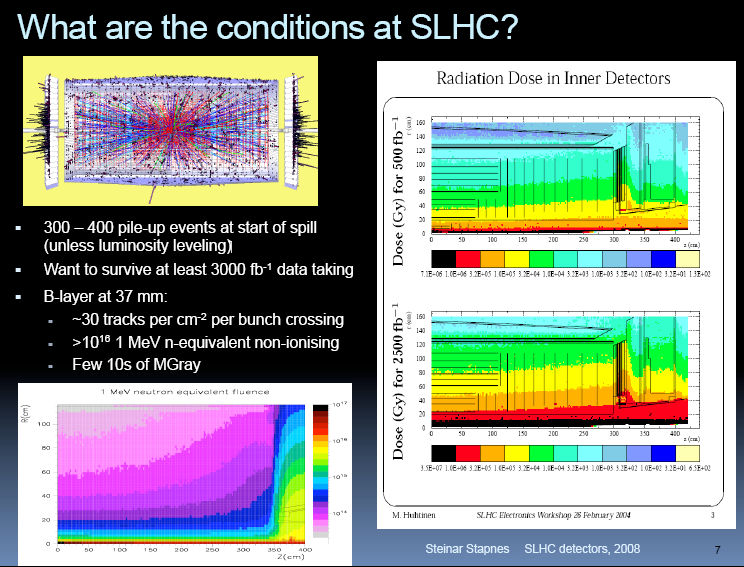 What are the conditions at SLHC?
300 – 400 pile-up events at start of spill
(unless luminosity leveling)
Want to survive at least 3000 fb-1 data taking
B-layer at 37 mm:
~30 tracks per cm-2 per bunch crossing
>1016 1 MeV n-equivalent non-ionising
Few 10s of MGray
1 MeV neutron equivalent fluence
R(cm)
100
80
60
40
20
0
0 50 100 150 200 250 300 350 400
Z(cm)
10 17
10 16
10 15
10 14
Radiation Dose in Inner Detectors
Dose (Gy) for 500 fb−1
r (cm)
160
140
120
100
80
60
40
20
0
0 50 100 150 200 250 300 350 400
z (cm)
7.1E+06 1.0E+06 3.2E+05 1.0E+05 3.2E+04 1.0E+04 3.2E+03 1.0E+03 3.2E+02 1.0E+02 3.2E+01 1.3E+02
Dose (Gy) for 2500 fb−1
r (cm)
160
140
120
100
80
60
40
20
0
0 50 100 150 200 250 300 350 400
z (cm)
3.5E+07 1.0E+06 3.2E+05 1.0E+05 3.2E+04 1.0E+04 3.2E+03 1.0E+03 3.2E+02 1.0E+02 3.2E+01 6.5E+02
M. Huhtinen SLHC Electronics Workshop 26 February 2004 3
Steinar Stapnes SLHC detectors, 2008 7